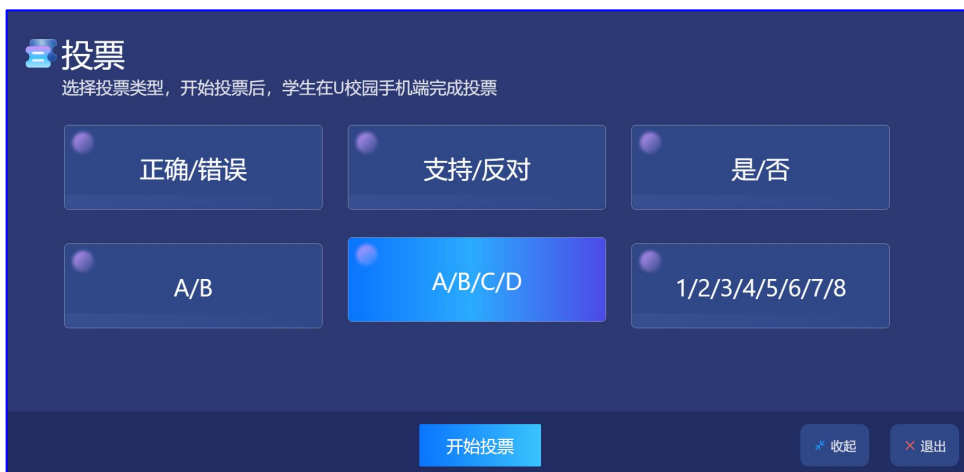 投票
选择投票类型，开始投票后，学生在U校园手机端完成投票
正确/错误
支持/反对
是/否
A/B
A/B/C/D
1/2/3/4/5/6/7/8
开始投票
收起
退出